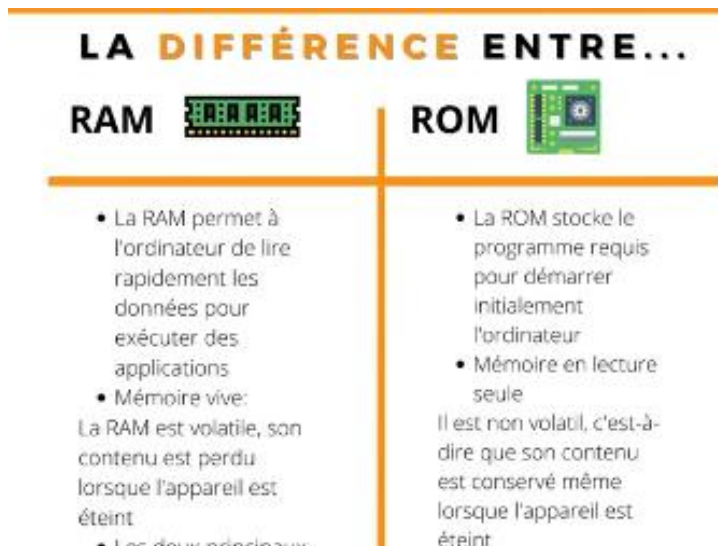 LA DIFFÉRENCE ENTRE...
RAM
• La RAM permet à
l'ordinateur de lire
rapidement les
données pour
exécuter des
applications
• Mémoire vive:
La RAM est volatile, son
contenu est perdu
lorsque l'appareil est
éteint
• Les deux principaux
ROM
• La ROM stocke le
programme requis
pour démarrer
initialement
l'ordinateur
• Mémoire en lecture
seule
Il est non volatil, c'est-à-
dire que son contenu
est conservé même
lorsque l'appareil est
éteint